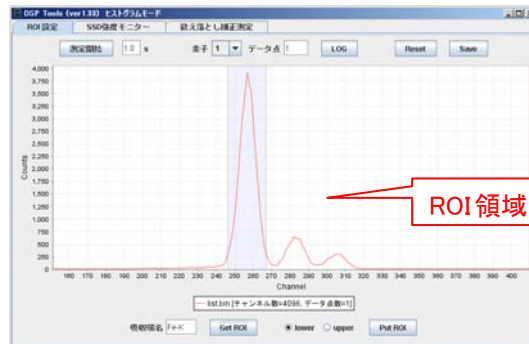 DSP Tools (ver1.33) ヒストグラムモード
ROI 設定 SSD強度モニター 数え落とし補正測定
測定開始 1.0 s 素子 1 データ点 1 LOG Reset Save
4,000
3,750
3,500
3,250
3,000
2,750
2,500
2,250
2,000
1,750
1,500
1,250
1,000
750
500
250
0
Counts
ROI領域
160 170 180 190 200 210 220 230 240 250 260 270 280 290 300 310 320 330 340 350 360 370 380 390 400
Channel
list.bin [チャンネル数=4096, データ点数=1]
吸収端名 Fe-K Get ROI lower upper Put ROI